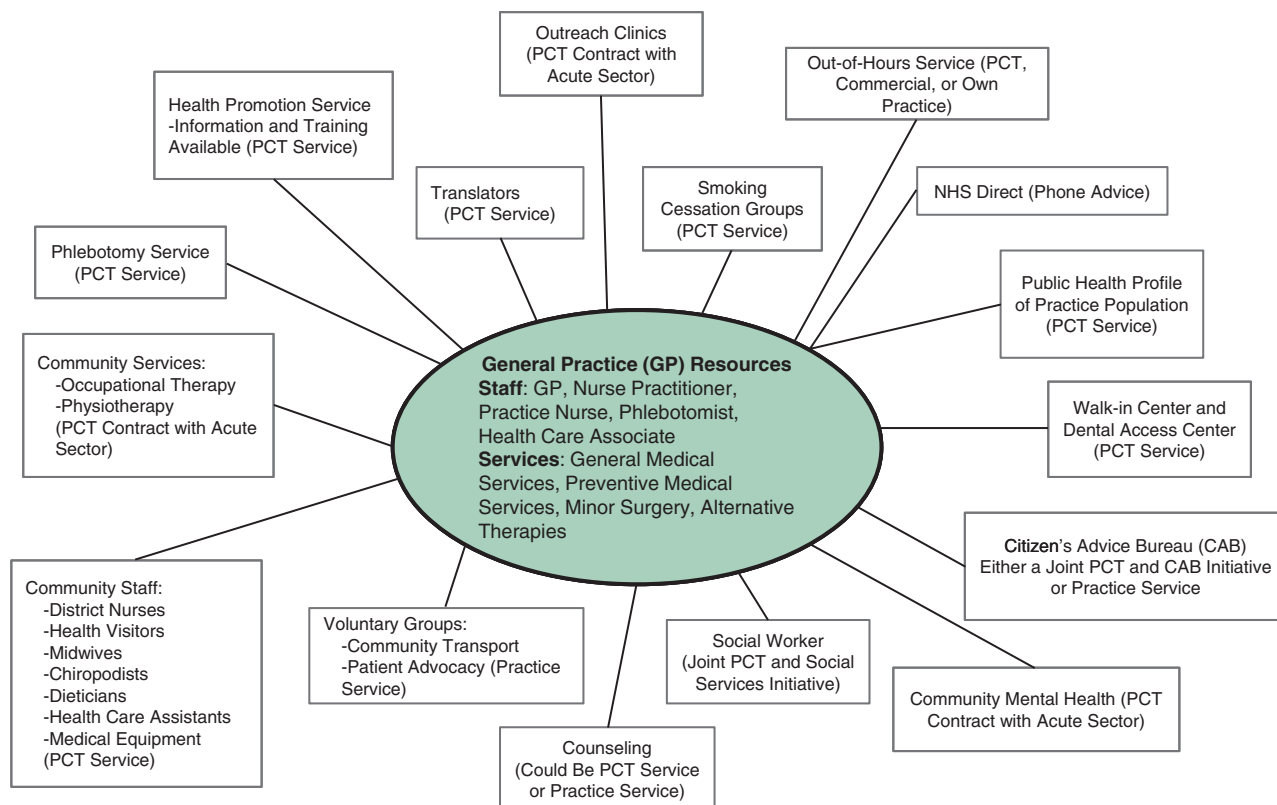 Outreach Clinics
(PCT Contract with
Acute Sector)
Out-of-Hours Service (PCT,
Commercial, or Own
Practice)
Health Promotion Service
-Information and Training
Available (PCT Service)
Translators
(PCT Service)
Smoking
Cessation Groups
(PCT Service)
NHS Direct (Phone Advice)
Phlebotomy Service
(PCT Service)
Public Health Profile
of Practice Population
(PCT Service)
Community Services:
-Occupational Therapy
-Physiotherapy
(PCT Contract with Acute
Sector)
General Practice (GP) Resources
Staff: GP, Nurse Practitioner,
Practice Nurse, Phlebotomist,
Health Care Associate
Services: General Medical
Services, Preventive Medical
Services, Minor Surgery, Alternative
Therapies
Walk-in Center and
Dental Access Center
(PCT Service)
Citizen's Advice Bureau (CAB)
Either a Joint PCT and CAB Initiative
or Practice Service
Community Staff:
-District Nurses
-Health Visitors
-Midwives
-Chiropodists
-Dieticians
-Health Care Assistants
-Medical Equipment
(PCT Service)
Voluntary Groups:
-Community Transport
-Patient Advocacy (Practice
Service)
Social Worker
(Joint PCT and Social
Services Initiative)
Community Mental Health (PCT
Contract with Acute Sector)
Counseling
(Could Be PCT Service
or Practice Service)